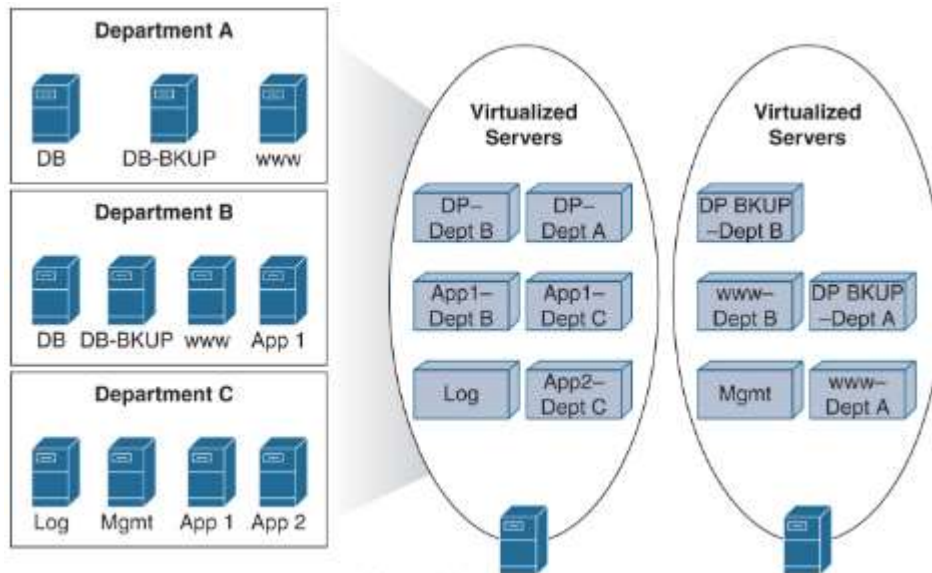 Department A
DB
DB-BKUP
www
Department B
DB
DB-BKUP
www
App 1
Department C
Log
Mgmt
App 1
App 2
Virtualized
Servers
DP–
Dept B
DP–
Dept A
App1–
Dept B
App1–
Dept C
Log
App2–
Dept C
Virtualized
Servers
DP BKUP
–Dept B
www–
Dept B
DP BKUP
–Dept A
Mgmt
www–
Dept A